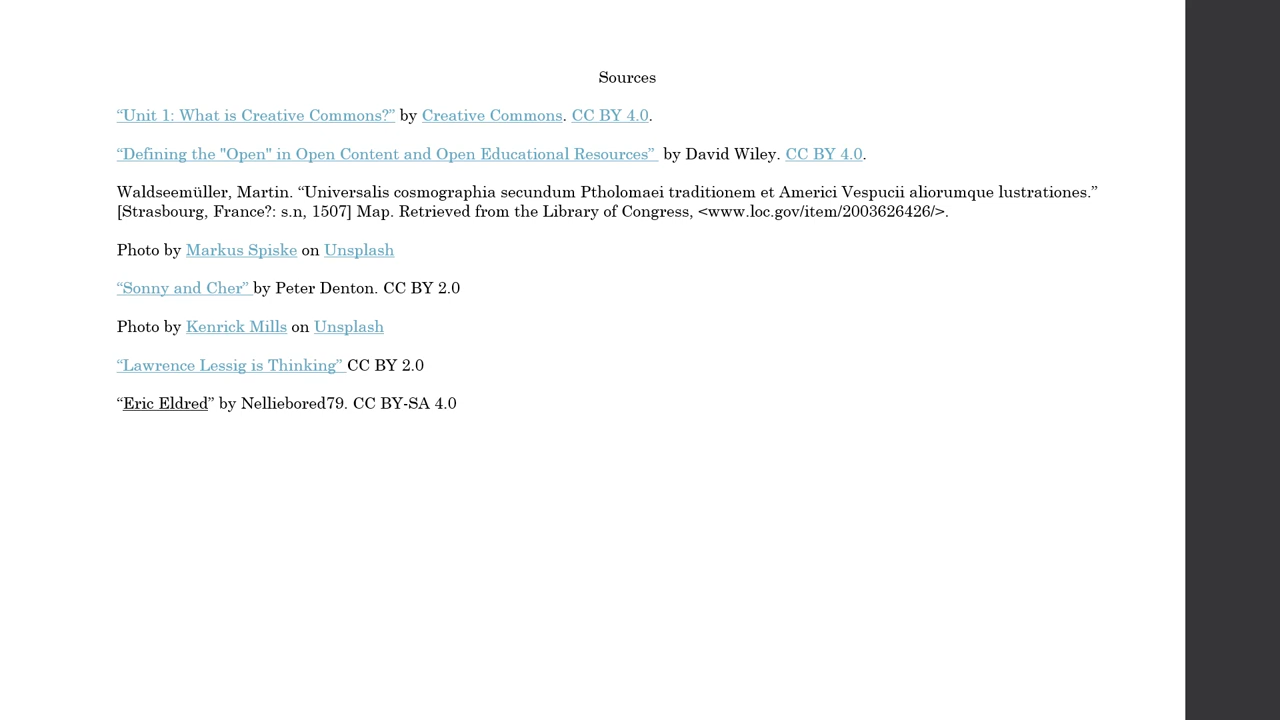 Sources
“Unit 1: What is Creative Commons?” by Creative Commons. CC BY 4.0.
“Defining the "Open" in Open Content and Open Educational Resources”  by David Wiley. CC BY 4.0.
Waldseemüller, Martin. “Universalis cosmographia secundum Ptholomaei traditionem et Americi Vespucii aliorumque lustrationes.”
[Strasbourg, France?: s.n, 1507] Map. Retrieved from the Library of Congress, <www.loc.gov/item/2003626426/>.
Photo by Markus Spiske on Unsplash
“Sonny and Cher” by Peter Denton. CC BY 2.0
Photo by Kenrick Mills on Unsplash
“Lawrence Lessig is Thinking” CC BY 2.0
“Eric Eldred” by Nelliebored79. CC BY-SA 4.0